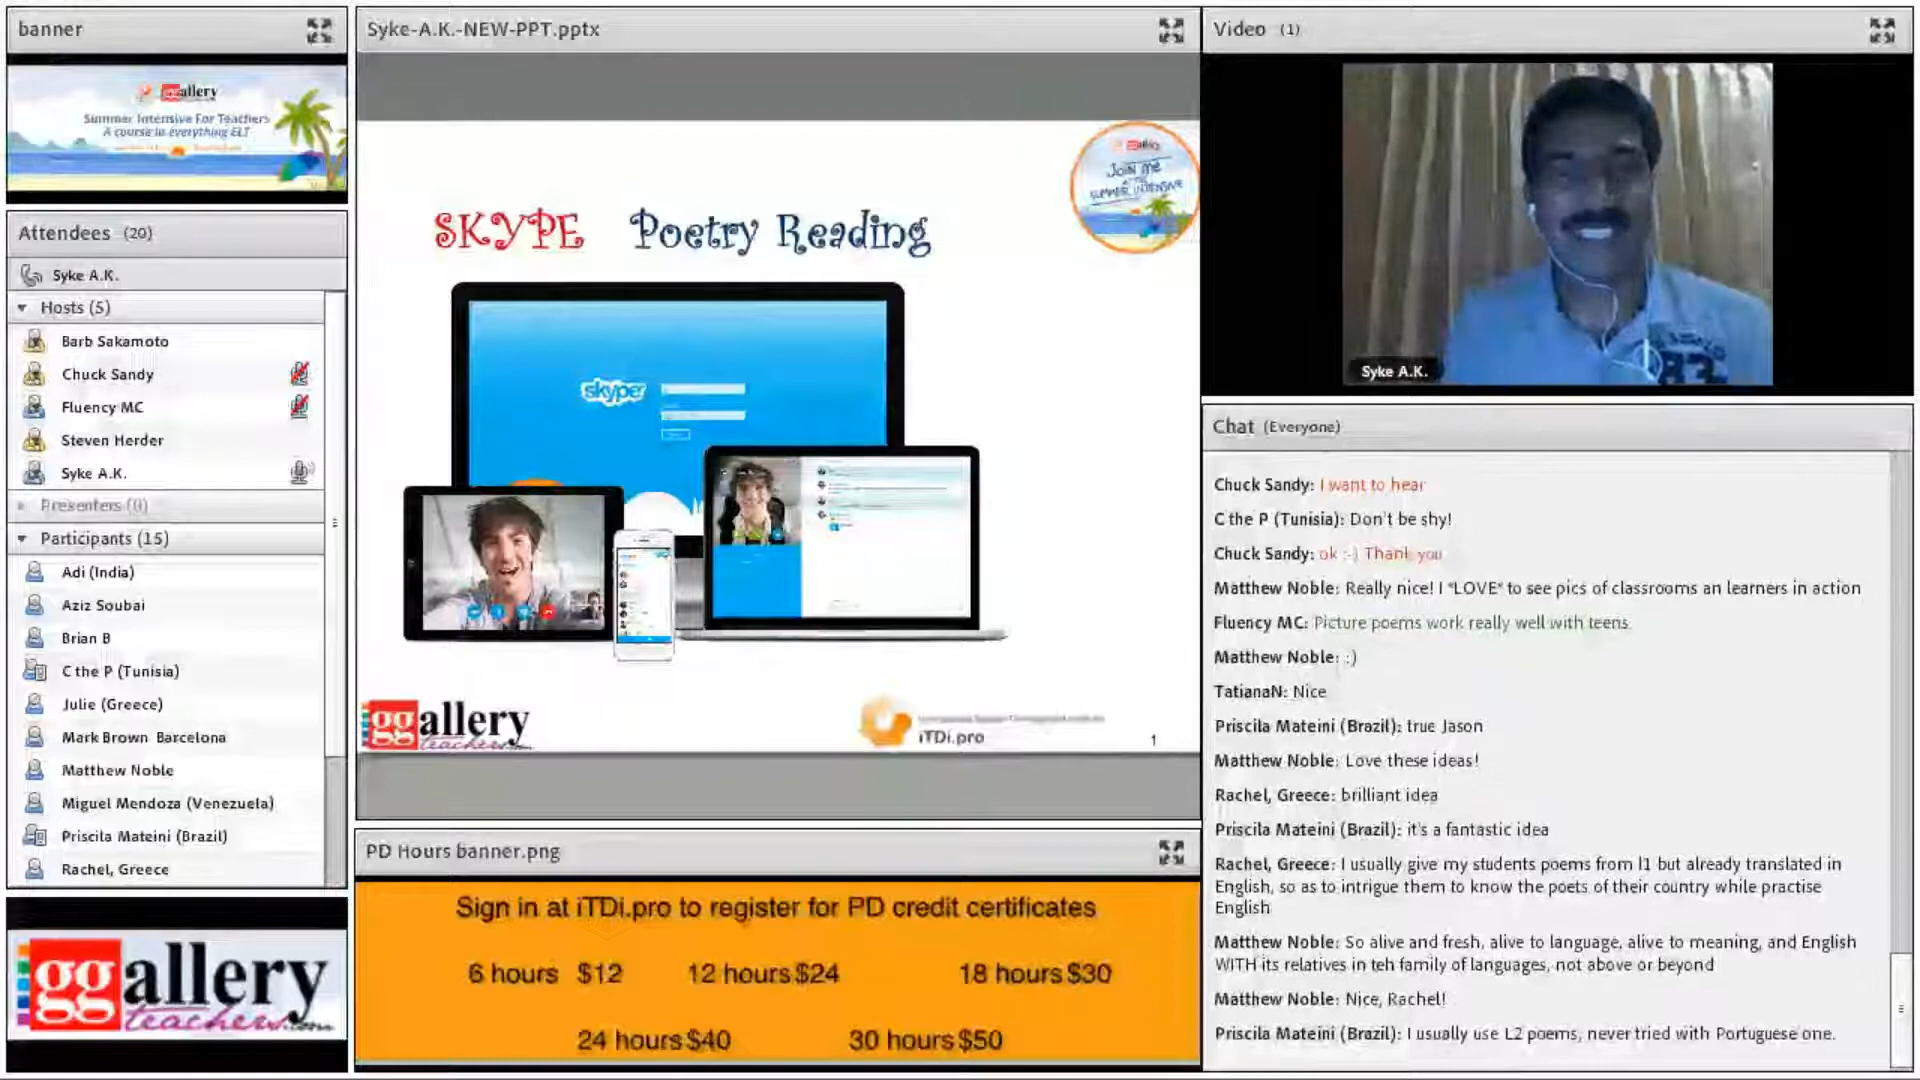 banner
ggallery
Summer Intensive For Teachers
A course in everything ELT
Attendees (20)
Syke A.K.
Hosts (5)
Barb Sakamoto
Chuck Sandy
Fluency MC
Steven Herder
Syke A.K.
Presenters (0)
Participants (15)
Adi (India)
Aziz Soubai
Brian B
C the P (Tunisia)
Julie (Greece)
Mark Brown Barcelona
Matthew Noble
Miguel Mendoza (Venezuela)
Priscila Mateini (Brazil)
Rachel, Greece
ggallery
teachers.com
Syke-A.K.-NEW-PPT.pptx
Join me
AT THE
SUMMER INTENSIVE
SKYPE Poetry Reading
skype
ggallery
teachers.com
iTDi.pro
1
PD Hours banner.png
Sign in at iTDi.pro to register for PD credit certificates
6 hours $12 12 hours $24 18 hours $30
24 hours $40 30 hours $50
Video (1)
Syke A.K.
Chat (Everyone)
Chuck Sandy: I want to hear
C the P (Tunisia): Don't be shy!
Chuck Sandy: ok :-) Thank you
Matthew Noble: Really nice! I *LOVE* to see pics of classrooms an learners in action
Fluency MC: Picture poems work really well with teens.
Matthew Noble: :)
TatianaN: Nice
Priscila Mateini (Brazil): true Jason
Matthew Noble: Love these ideas!
Rachel, Greece: brilliant idea
Priscila Mateini (Brazil): it's a fantastic idea
Rachel, Greece: I usually give my students poems from l1 but already translated in
English, so as to intrigue them to know the poets of their country while practise
English
Matthew Noble: So alive and fresh, alive to language, alive to meaning, and English
WITH its relatives in teh family of languages, not above or beyond
Matthew Noble: Nice, Rachel!
Priscila Mateini (Brazil): I usually use L2 poems, never tried with Portuguese one.